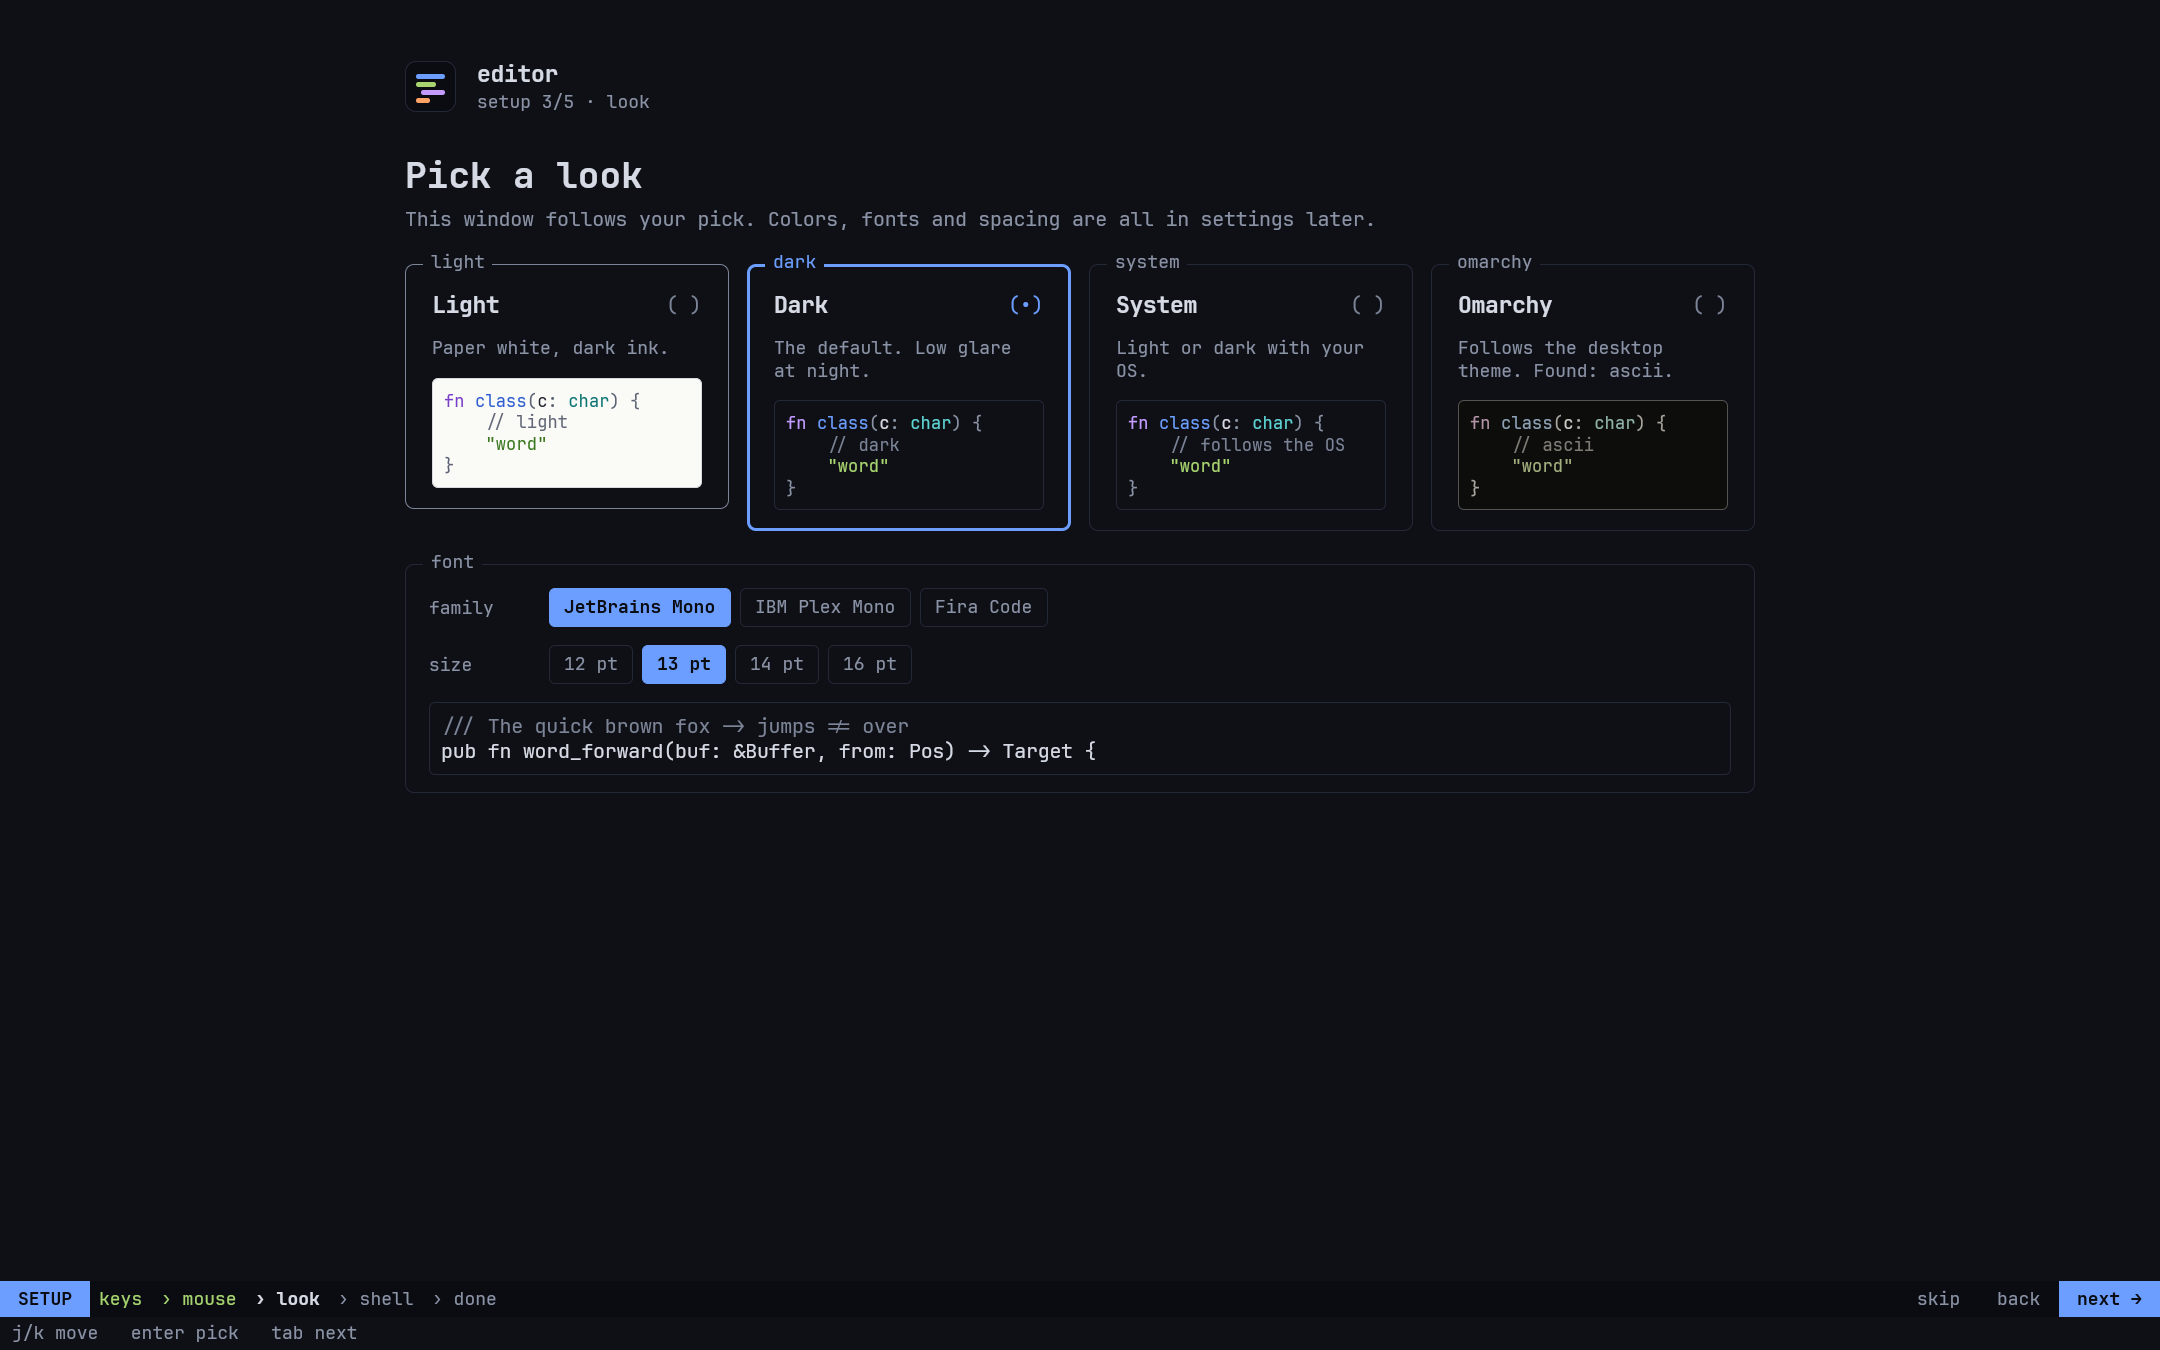 editor
setup 3/5 · look
Pick a look
This window follows your pick. Colors, fonts and spacing are all in settings later.
light
Light ( )
Paper white, dark ink.
fn class(c: char) {
// light
"word"
}
dark
Dark (•)
The default. Low glare
at night.
fn class(c: char) {
// dark
"word"
}
system
System ( )
Light or dark with your
OS.
fn class(c: char) {
// follows the OS
"word"
}
omarchy
Omarchy ( )
Follows the desktop
theme. Found: ascii.
fn class(c: char) {
// ascii
"word"
}
font
family JetBrains Mono IBM Plex Mono Fira Code
size 12 pt 13 pt 14 pt 16 pt
/// The quick brown fox -> jumps != over
pub fn word_forward(buf: &Buffer, from: Pos) -> Target {
SETUP keys › mouse › look › shell › done skip back next →
j/k move enter pick tab next